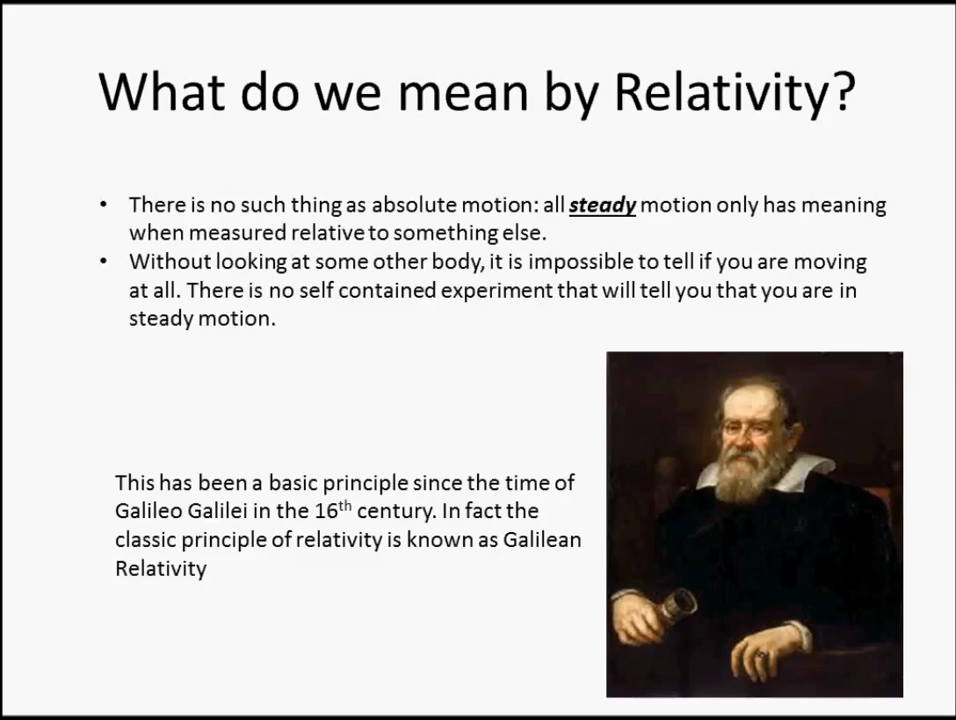 What do we mean by Relativity?
• There is no such thing as absolute motion: all steady motion only has meaning
when measured relative to something else.
• Without looking at some other body, it is impossible to tell if you are moving
at all. There is no self contained experiment that will tell you that you are in
steady motion.
This has been a basic principle since the time of
Galileo Galilei in the 16th century. In fact the
classic principle of relativity is known as Galilean
Relativity